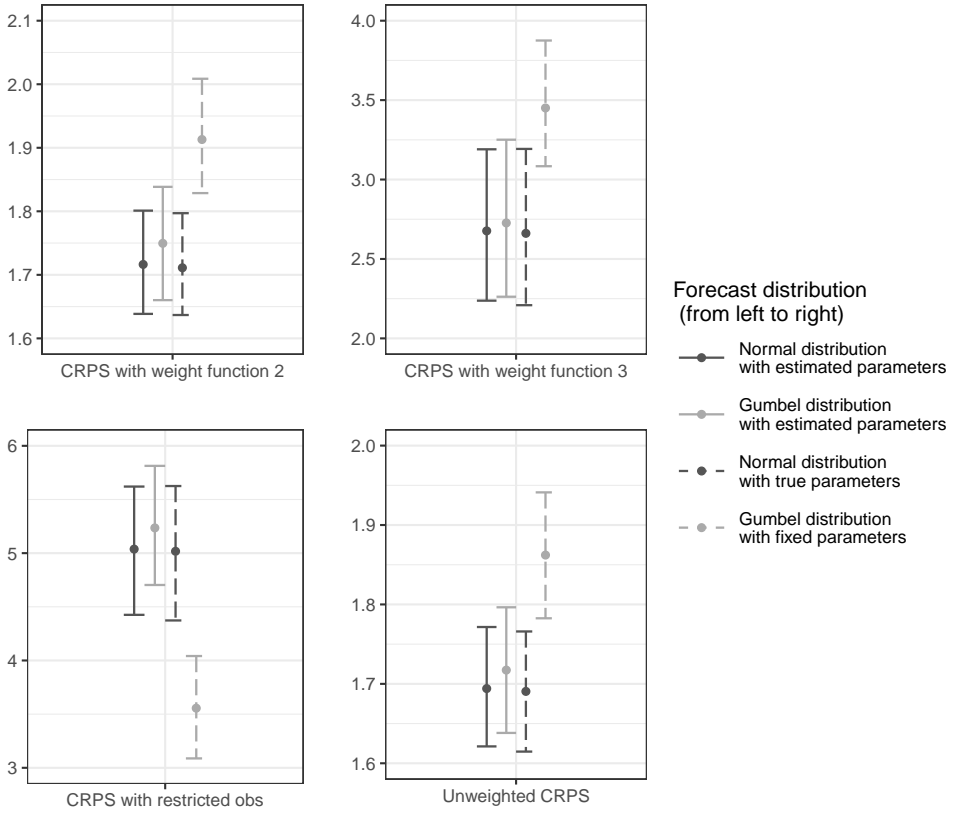 2.1
2.0
1.9
1.8
1.7
1.6
CRPS with weight function 2
4.0
3.5
3.0
2.5
2.0
CRPS with weight function 3
6
5
4
3
CRPS with restricted obs
2.0
1.9
1.8
1.7
1.6
Unweighted CRPS
Forecast distribution
(from left to right)
Normal distribution
with estimated parameters
Gumbel distribution
with estimated parameters
Normal distribution
with true parameters
Gumbel distribution
with fixed parameters